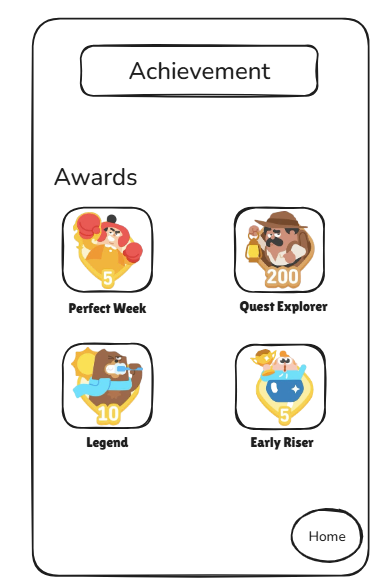 Achievement
Awards
5
200
Perfect Week
Quest Explorer
10
5
Legend
Early Riser
Home